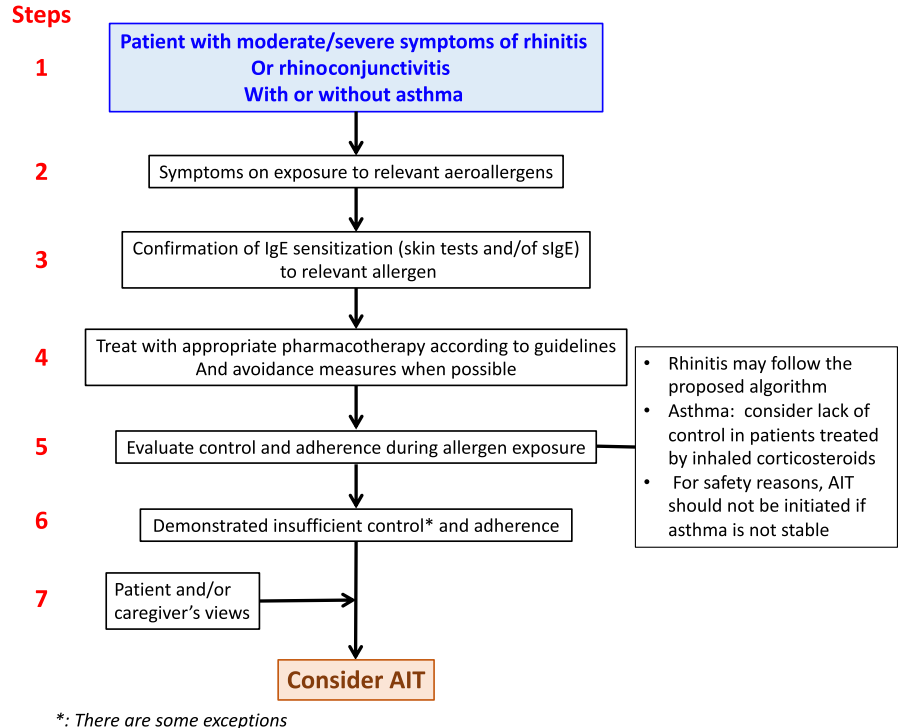 Steps
1
Patient with moderate/severe symptoms of rhinitis
Or rhinoconjunctivitis
With or without asthma
2
Symptoms on exposure to relevant aeroallergens
3
Confirmation of IgE sensitization (skin tests and/of sIgE)
to relevant allergen
4
Treat with appropriate pharmacotherapy according to guidelines
And avoidance measures when possible
5
Evaluate control and adherence during allergen exposure
• Rhinitis may follow the
proposed algorithm
• Asthma: consider lack of
control in patients treated
by inhaled corticosteroids
• For safety reasons, AIT
should not be initiated if
asthma is not stable
6
Demonstrated insufficient control* and adherence
7
Patient and/or
caregiver's views
Consider AIT
*: There are some exceptions